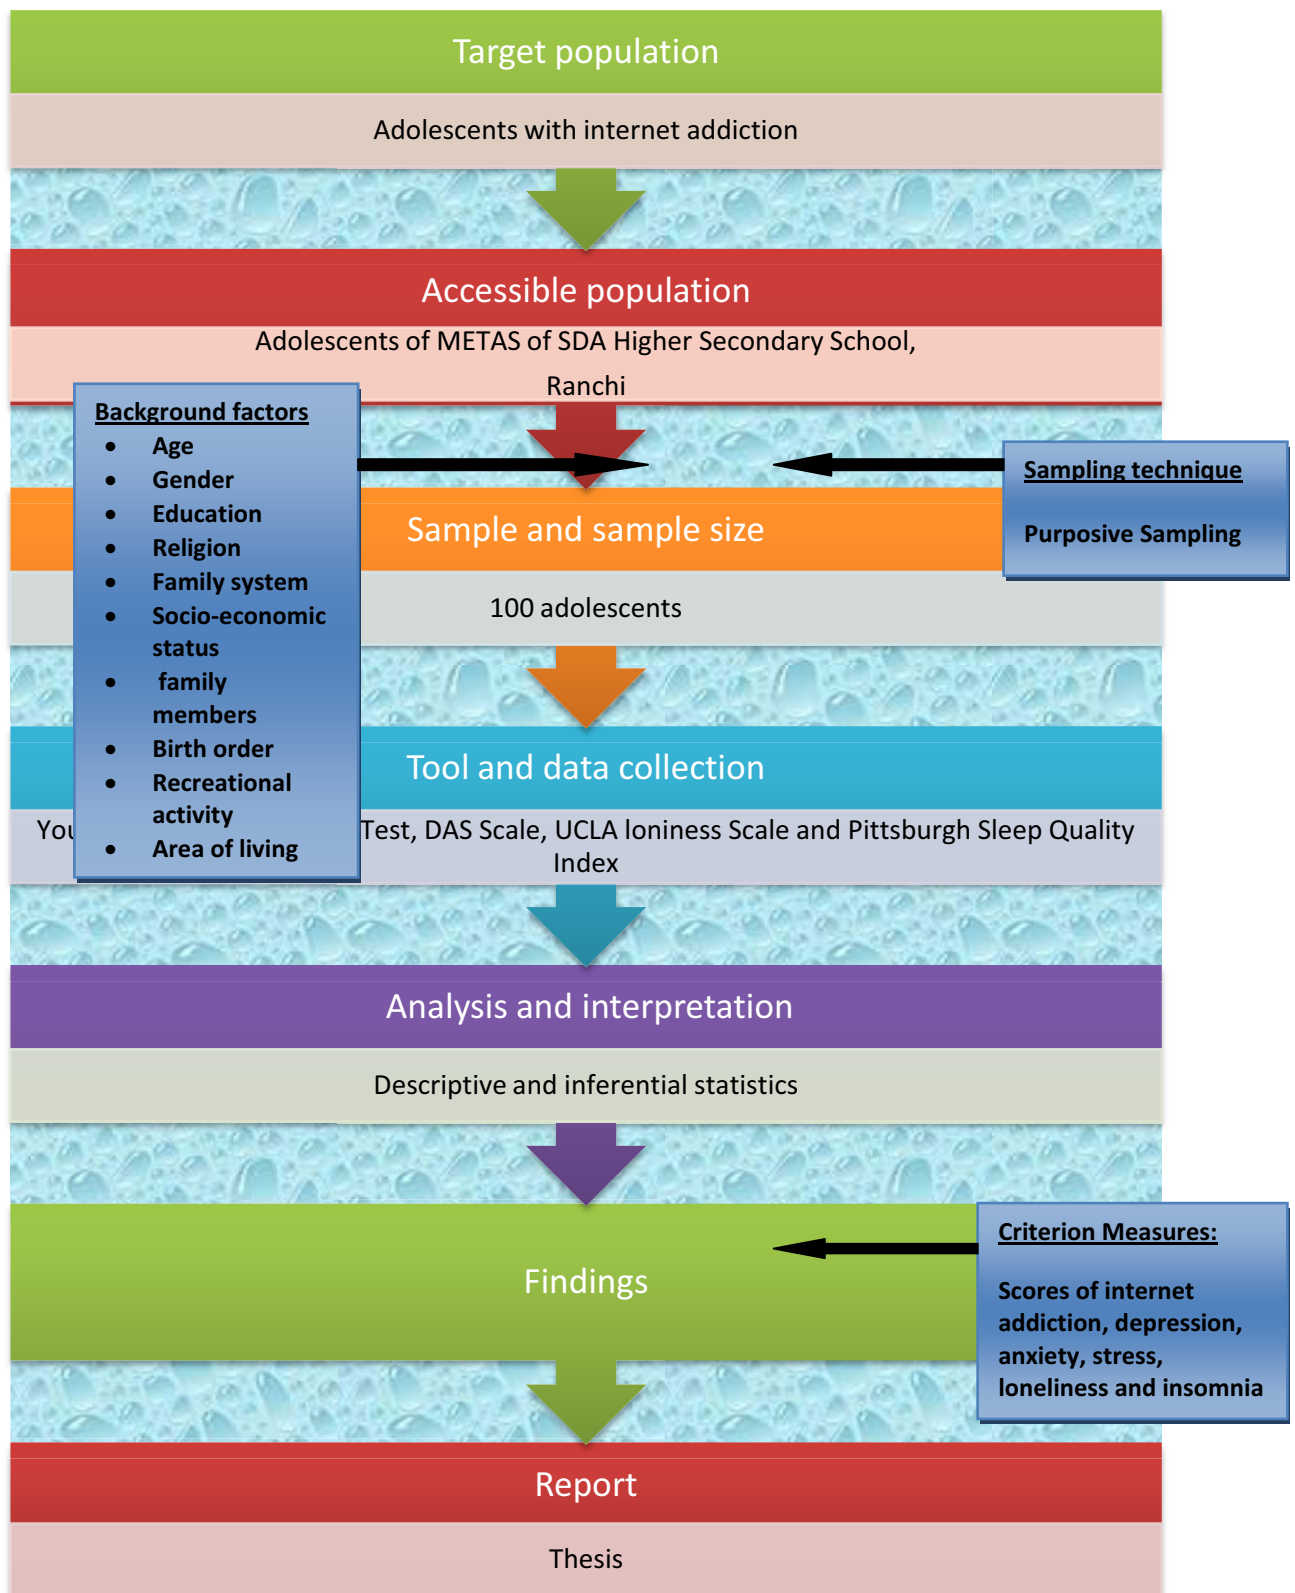 Target population
Adolescents with internet addiction
Accessible population
Adolescents of METAS of SDA Higher Secondary School,
Ranchi
Background factors
• Age
• Gender
• Education
• Religion
• Family system
• Socio-economic
status
• family
members
• Birth order
• Recreational
activity
• Area of living
Sampling technique
Purposive Sampling
Sample and sample size
100 adolescents
Tool and data collection
You
Test, DAS Scale, UCLA loniness Scale and Pittsburgh Sleep Quality
Index
Analysis and interpretation
Descriptive and inferential statistics
Findings
Criterion Measures:
Scores of internet
addiction, depression,
anxiety, stress,
loneliness and insomnia
Report
Thesis